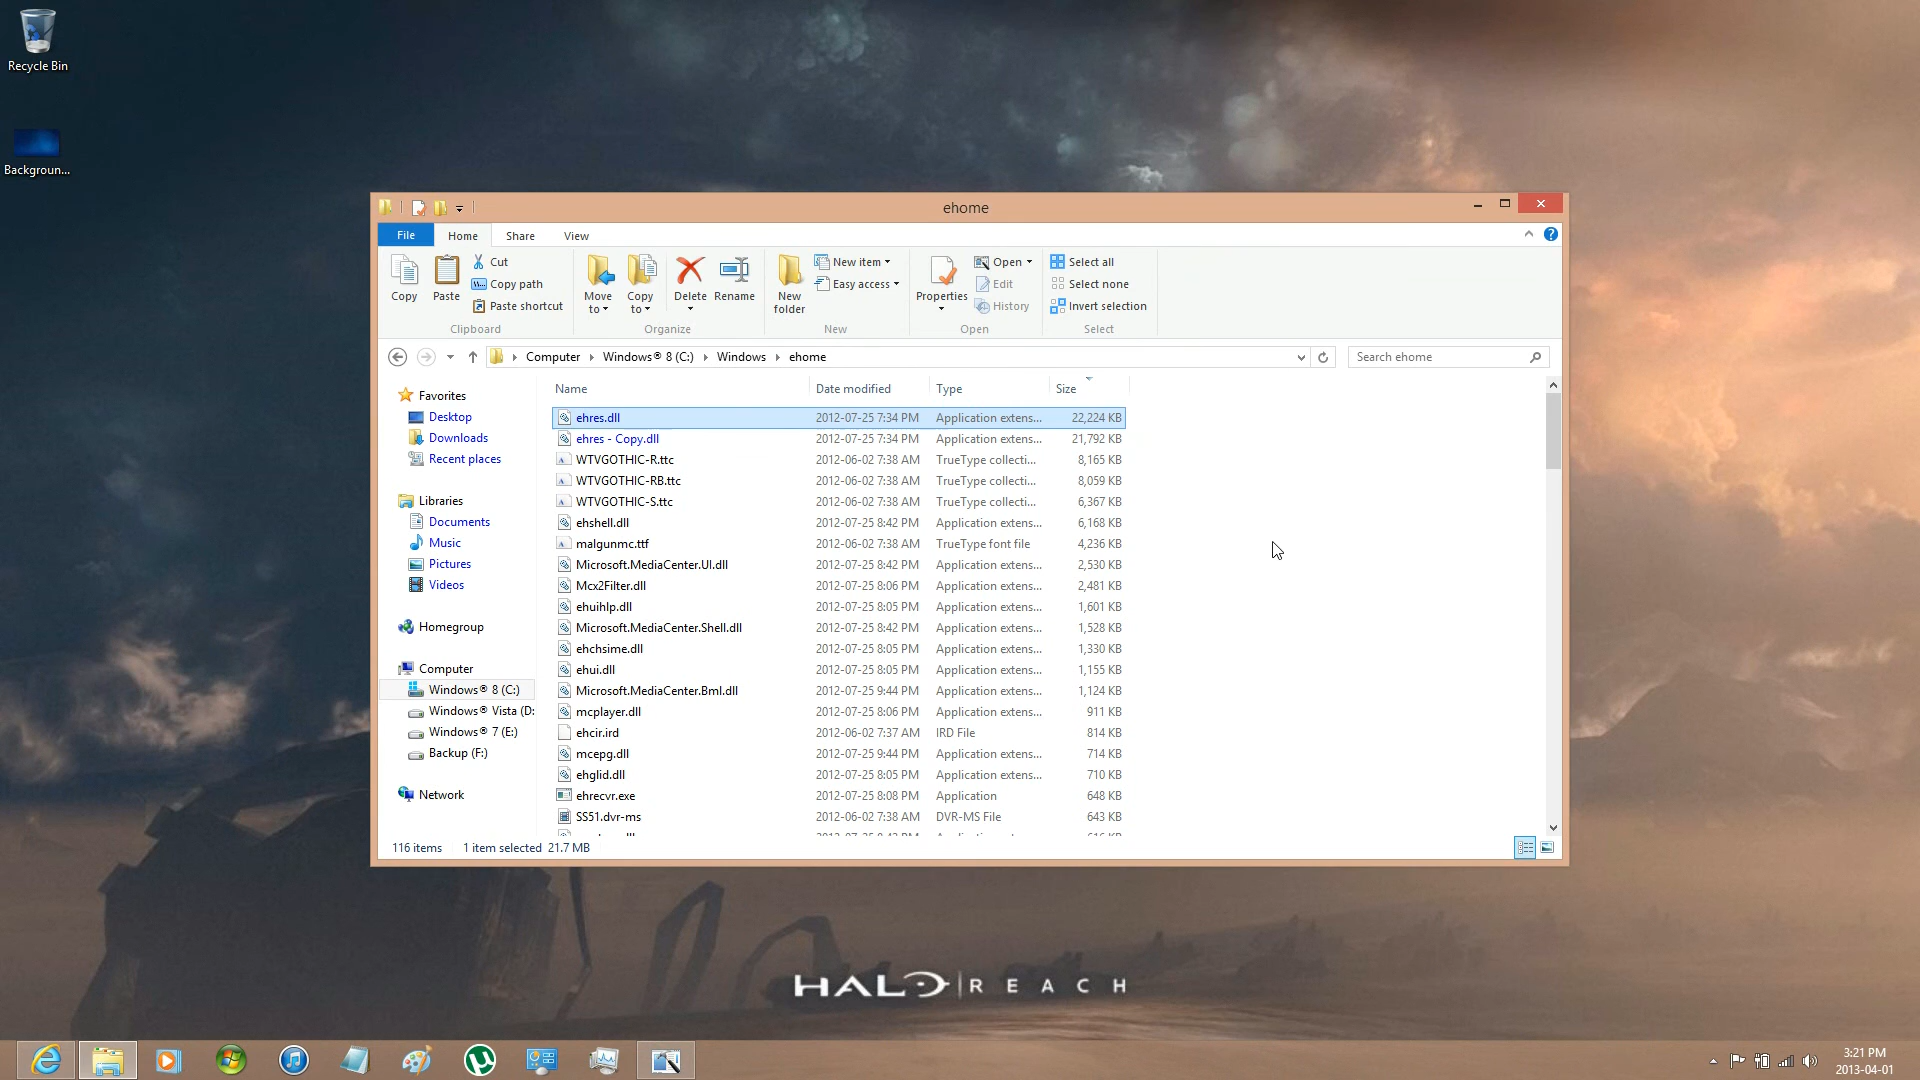 Recycle Bin
Backgroun...
ehome
File Home Share View
Copy
Paste
Cut
Copy path
Paste shortcut
Clipboard
Move to
Copy to
Delete
Rename
Organize
New folder
New item
Easy access
New
Properties
Open
Edit
History
Open
Select all
Select none
Invert selection
Select
Computer Windows® 8 (C:) Windows ehome
Search ehome
Favorites
Desktop
Downloads
Recent places
Libraries
Documents
Music
Pictures
Videos
Homegroup
Computer
Windows® 8 (C:)
Windows® Vista (D:
Windows® 7 (E:)
Backup (F:)
Network
Name Date modified Type Size
ehres.dll 2012-07-25 7:34 PM Application extens... 22,224 KB
ehres - Copy.dll 2012-07-25 7:34 PM Application extens... 21,792 KB
WTVGOTHIC-R.ttc 2012-06-02 7:38 AM TrueType collecti... 8,165 KB
WTVGOTHIC-RB.ttc 2012-06-02 7:38 AM TrueType collecti... 8,059 KB
WTVGOTHIC-S.ttc 2012-06-02 7:38 AM TrueType collecti... 6,367 KB
ehshell.dll 2012-07-25 8:42 PM Application extens... 6,168 KB
malgunmc.ttf 2012-06-02 7:38 AM TrueType font file 4,236 KB
Microsoft.MediaCenter.UI.dll 2012-07-25 8:42 PM Application extens... 2,530 KB
Mcx2Filter.dll 2012-07-25 8:06 PM Application extens... 2,481 KB
ehuihlp.dll 2012-07-25 8:05 PM Application extens... 1,601 KB
Microsoft.MediaCenter.Shell.dll 2012-07-25 8:42 PM Application extens... 1,528 KB
ehchsime.dll 2012-07-25 8:05 PM Application extens... 1,330 KB
ehui.dll 2012-07-25 8:05 PM Application extens... 1,155 KB
Microsoft.MediaCenter.Bml.dll 2012-07-25 9:44 PM Application extens... 1,124 KB
mcplayer.dll 2012-07-25 8:06 PM Application extens... 911 KB
ehcir.ird 2012-06-02 7:37 AM IRD File 814 KB
mcepg.dll 2012-07-25 9:44 PM Application extens... 714 KB
ehglid.dll 2012-07-25 8:05 PM Application extens... 710 KB
ehrecvr.exe 2012-07-25 8:08 PM Application 648 KB
SS51.dvr-ms 2012-06-02 7:38 AM DVR-MS File 643 KB
116 items 1 item selected 21.7 MB
HALO REACH
3:21 PM
2013-04-01